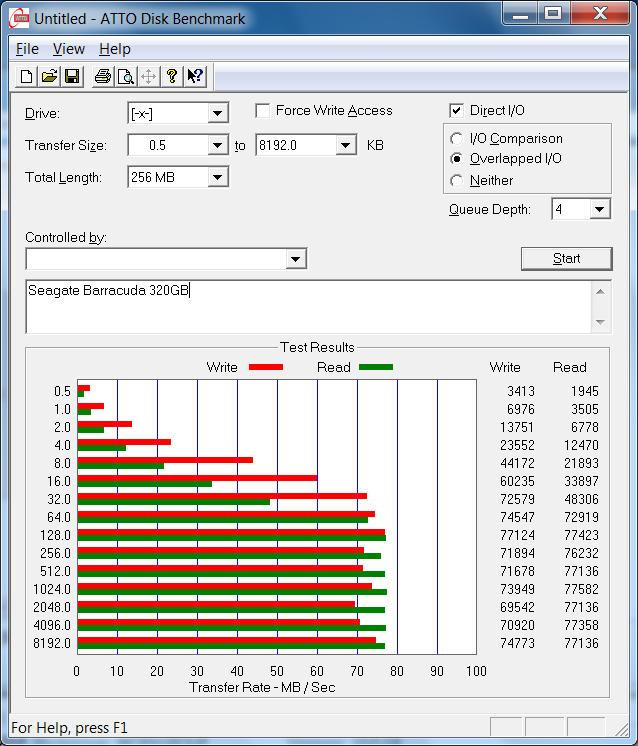 Untitled - ATTO Disk Benchmark
File View Help
Drive: [-x-] Force Write Access Direct I/O
Transfer Size: 0.5 to 8192.0 KB
I/O Comparison
Overlapped I/O
Total Length: 256 MB
Neither
Queue Depth: 4
Controlled by:
Start
Seagate Barracuda 320GB
Test Results
Write Read Write Read
0.5 3413 1945
1.0 6976 3505
2.0 13751 6778
4.0 23552 12470
8.0 44172 21893
16.0 60235 33897
32.0 72579 48306
64.0 74547 72919
128.0 77124 77423
256.0 71894 76232
512.0 71678 77136
1024.0 73949 77582
2048.0 69542 77136
4096.0 70920 77358
8192.0 74773 77136
0 10 20 30 40 50 60 70 80 90 100
Transfer Rate - MB / Sec
For Help, press F1